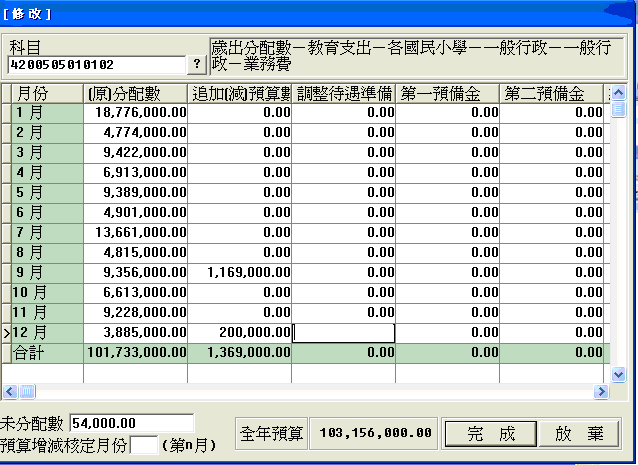 [修改]
科目
4200505010102 ?
歲出分配數－教育支出－各國民小學－一般行政－一般行
政－業務費
月份 (原)分配數 追加(減)預算數 調整待遇準備 第一預備金 第二預備金
1 月 18,776,000.00 0.00 0.00 0.00 0.00
2 月 4,774,000.00 0.00 0.00 0.00 0.00
3 月 9,422,000.00 0.00 0.00 0.00 0.00
4 月 6,913,000.00 0.00 0.00 0.00 0.00
5 月 9,389,000.00 0.00 0.00 0.00 0.00
6 月 4,901,000.00 0.00 0.00 0.00 0.00
7 月 13,661,000.00 0.00 0.00 0.00 0.00
8 月 4,815,000.00 0.00 0.00 0.00 0.00
9 月 9,356,000.00 1,169,000.00 0.00 0.00 0.00
10 月 6,613,000.00 0.00 0.00 0.00 0.00
11 月 9,228,000.00 0.00 0.00 0.00 0.00
12 月 3,885,000.00 200,000.00 0.00 0.00
合計 101,733,000.00 1,369,000.00 0.00 0.00 0.00
未分配數 54,000.00
預算增減核定月份 (第n月)
全年預算 103,156,000.00 完 成 放 棄